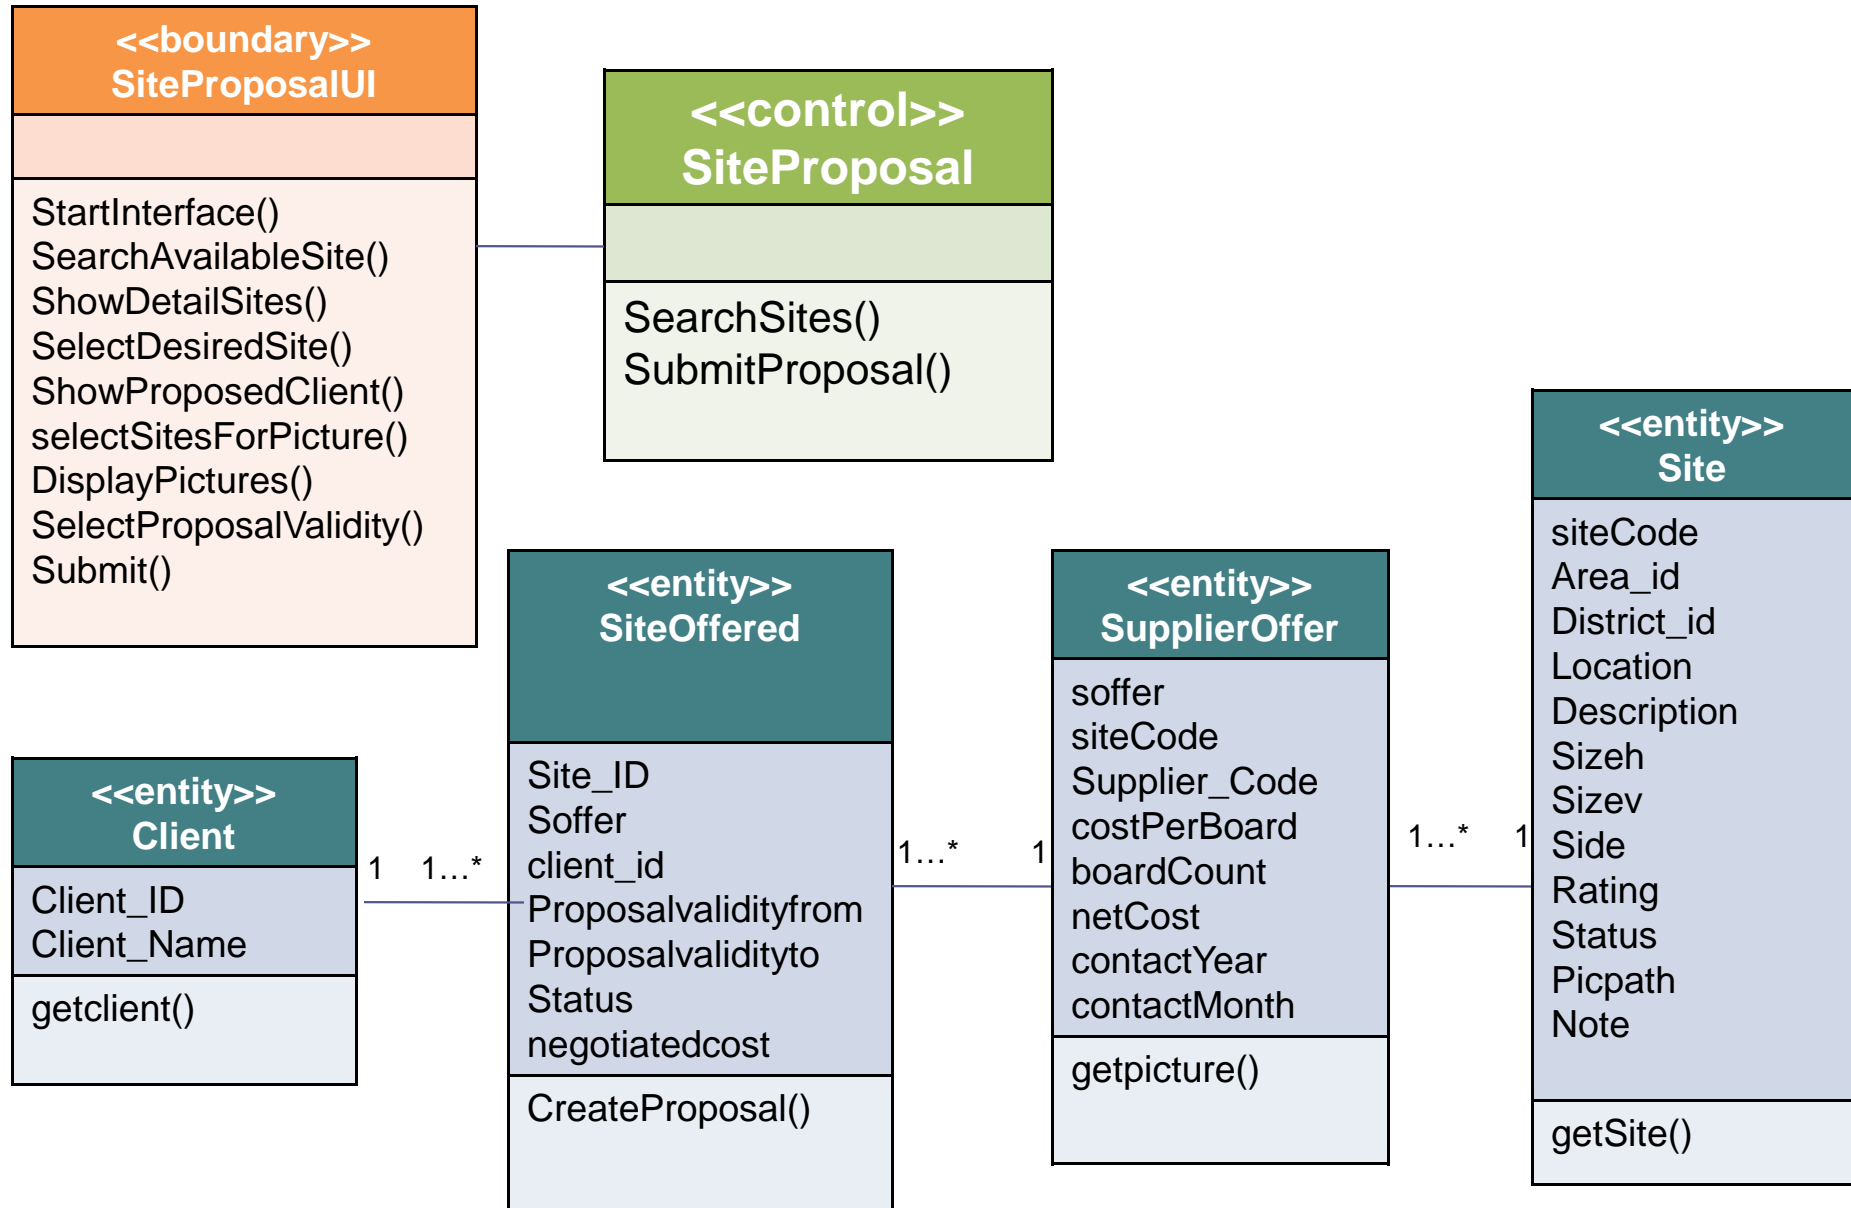 <<boundary>>
SiteProposalUI
StartInterface()
SearchAvailableSite()
ShowDetailSites()
SelectDesiredSite()
ShowProposedClient()
selectSitesForPicture()
DisplayPictures()
SelectProposalValidity()
Submit()
<<control>>
SiteProposal
SearchSites()
SubmitProposal()
<<entity>>
Client
Client_ID
Client_Name
getclient()
1 1...*
<<entity>>
SiteOffered
Site_ID
Soffer
client_id
Proposalvalidityfrom
Proposalvalidityto
Status
negotiatedcost
CreateProposal()
1...* 1
<<entity>>
SupplierOffer
soffer
siteCode
Supplier_Code
costPerBoard
boardCount
netCost
contactYear
contactMonth
getpicture()
1...* 1
<<entity>>
Site
siteCode
Area_id
District_id
Location
Description
Sizeh
Sizev
Side
Rating
Status
Picpath
Note
getSite()